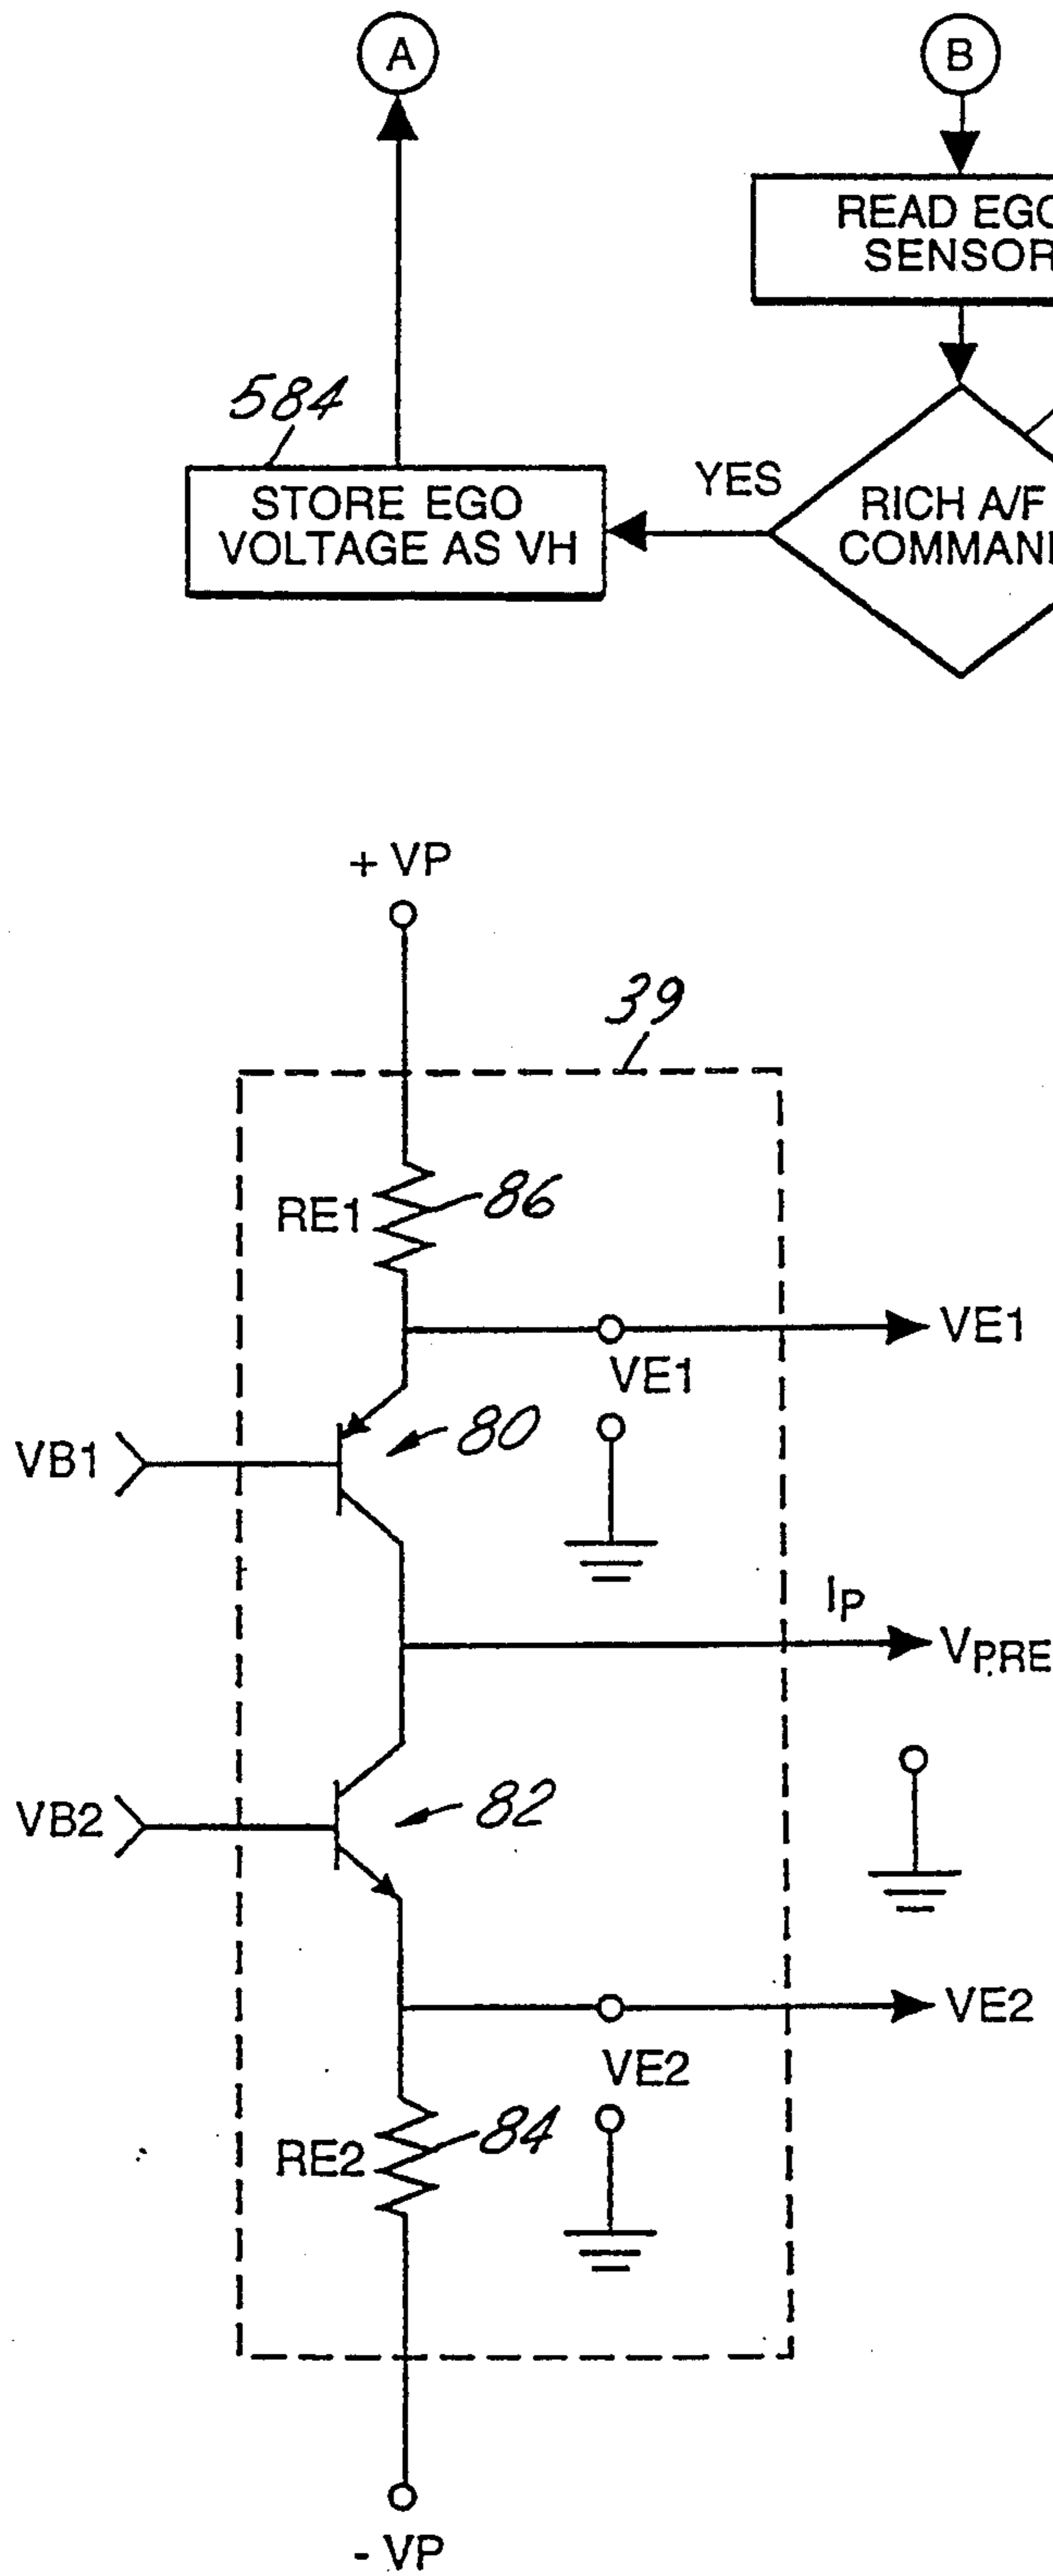 A
B
READ EGO
SENSOR
584
STORE EGO
VOLTAGE AS VH
YES
RICH A/F
+ VP
39
RE1
86
VE1
VE1
80
VB1
IP
VPRE
VB2
82
VE2
VE2
RE2
84
- VP